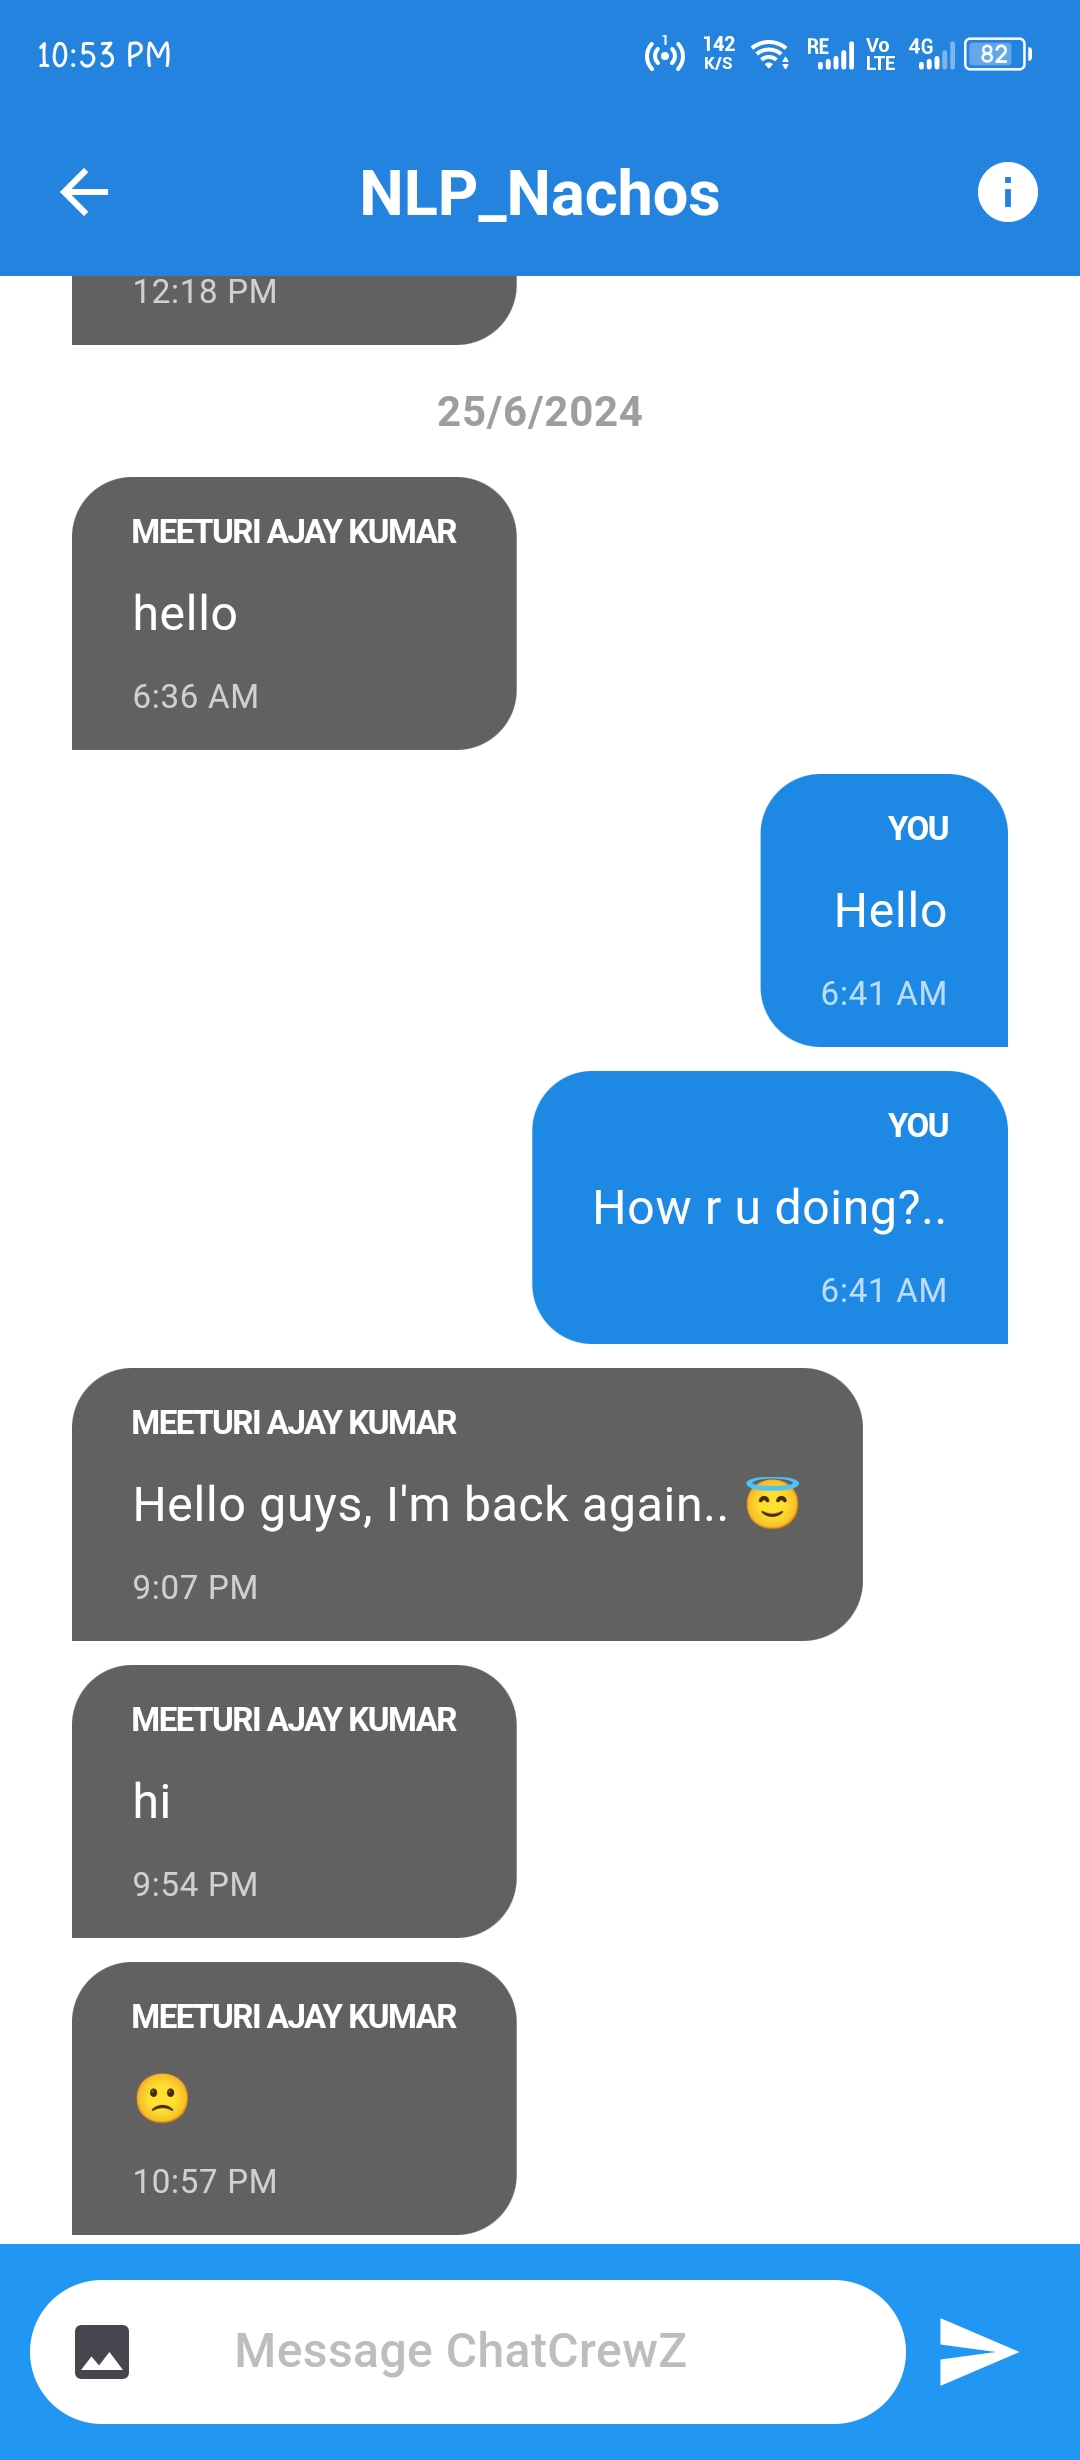 10:53 PM
1
142
K/S
RE
Vo
LTE
4G
82
NLP_Nachos
12:18 PM
25/6/2024
MEETURI AJAY KUMAR
hello
6:36 AM
YOU
Hello
6:41 AM
YOU
How r u doing?..
6:41 AM
MEETURI AJAY KUMAR
Hello guys, I'm back again.. 😇
9:07 PM
MEETURI AJAY KUMAR
hi
9:54 PM
MEETURI AJAY KUMAR
🙁
10:57 PM
Message ChatCrewZ